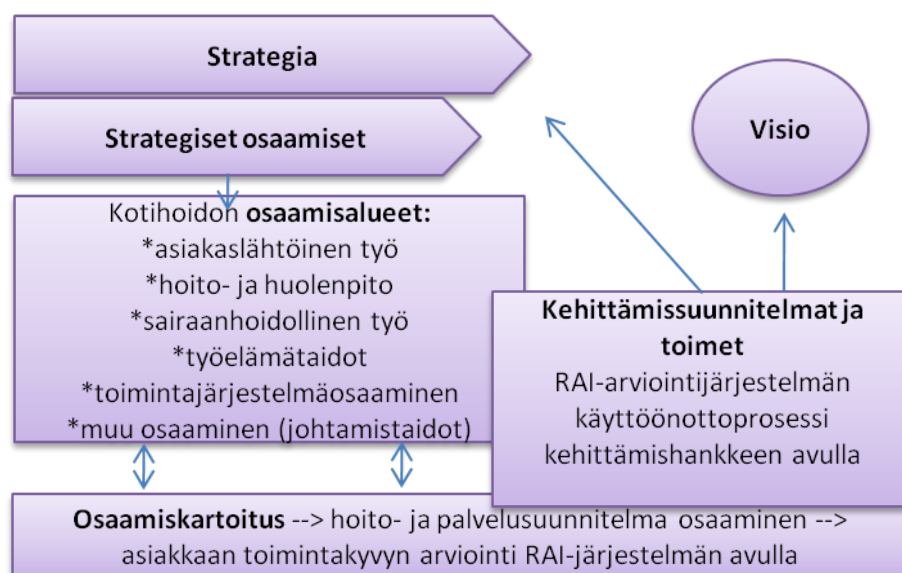 Strategia
Strategiset osaamiset
Visio
Kotihoidon osaamisalueet:
*asiakaslähtöinen työ
*hoito- ja huolenpito
*sairaanhoidollinen työ
*työelämätaidot
*toimintajärjestelmäosaaminen
*muu osaaminen (johtamistaidot)
Kehittämissuunnitelmat ja
toimet
RAI-arviointijärjestelmän
käyttöönottoprosessi
kehittämishankkeen avulla
Osaamiskartoitus --> hoito- ja palvelusuunnitelma osaaminen -->
asiakkaan toimintakyvyn arviointi RAI-järjestelmän avulla